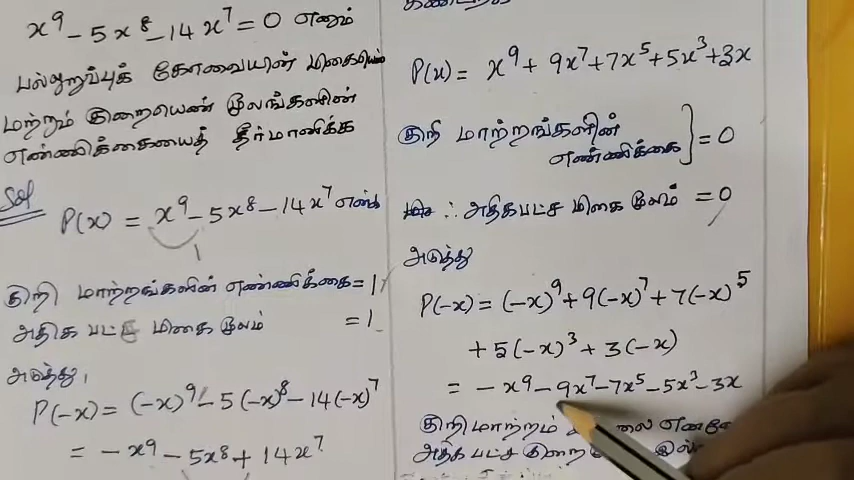 x⁹ - 5x⁸ - 14x⁷ = 0 எனும்
பல்லுறுப்புக் கோவையின் மிகையெண்
மற்றும் குறையெண் மூலங்களின்
எண்ணிக்கையைத் தீர்மானிக்க
Sol
P(x) = x⁹ - 5x⁸ - 14x⁷ என்க
1
குறி மாற்றங்களின் எண்ணிக்கை = 1
அதிக பட்ச மிகை மூலம் = 1
அடுத்து,
P(-x) = (-x)⁹ - 5(-x)⁸ - 14(-x)⁷
= - x⁹ - 5x⁸ + 14x⁷
P(x) = x⁹ + 9x⁷ + 7x⁵ + 5x³ + 3x
குறி மாற்றங்களின்
எண்ணிக்கை } = 0
∴ அதிகபட்ச மிகை மூலம் = 0
அடுத்து
P(-x) = (-x)⁹ + 9(-x)⁷ + 7(-x)⁵
+ 5(-x)³ + 3(-x)
= - x⁹ - 9x⁷ - 7x⁵ - 5x³ - 3x
குறிமாற்றம்
அதிக பட்ச குறை